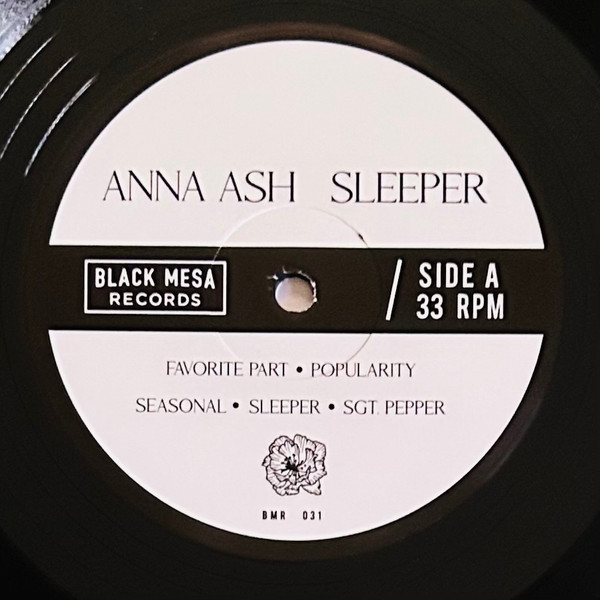 ANNA ASH SLEEPER
BLACK MESA
RECORDS
/ SIDE A
33 RPM
FAVORITE PART • POPULARITY
SEASONAL • SLEEPER • SGT. PEPPER
BMR 031